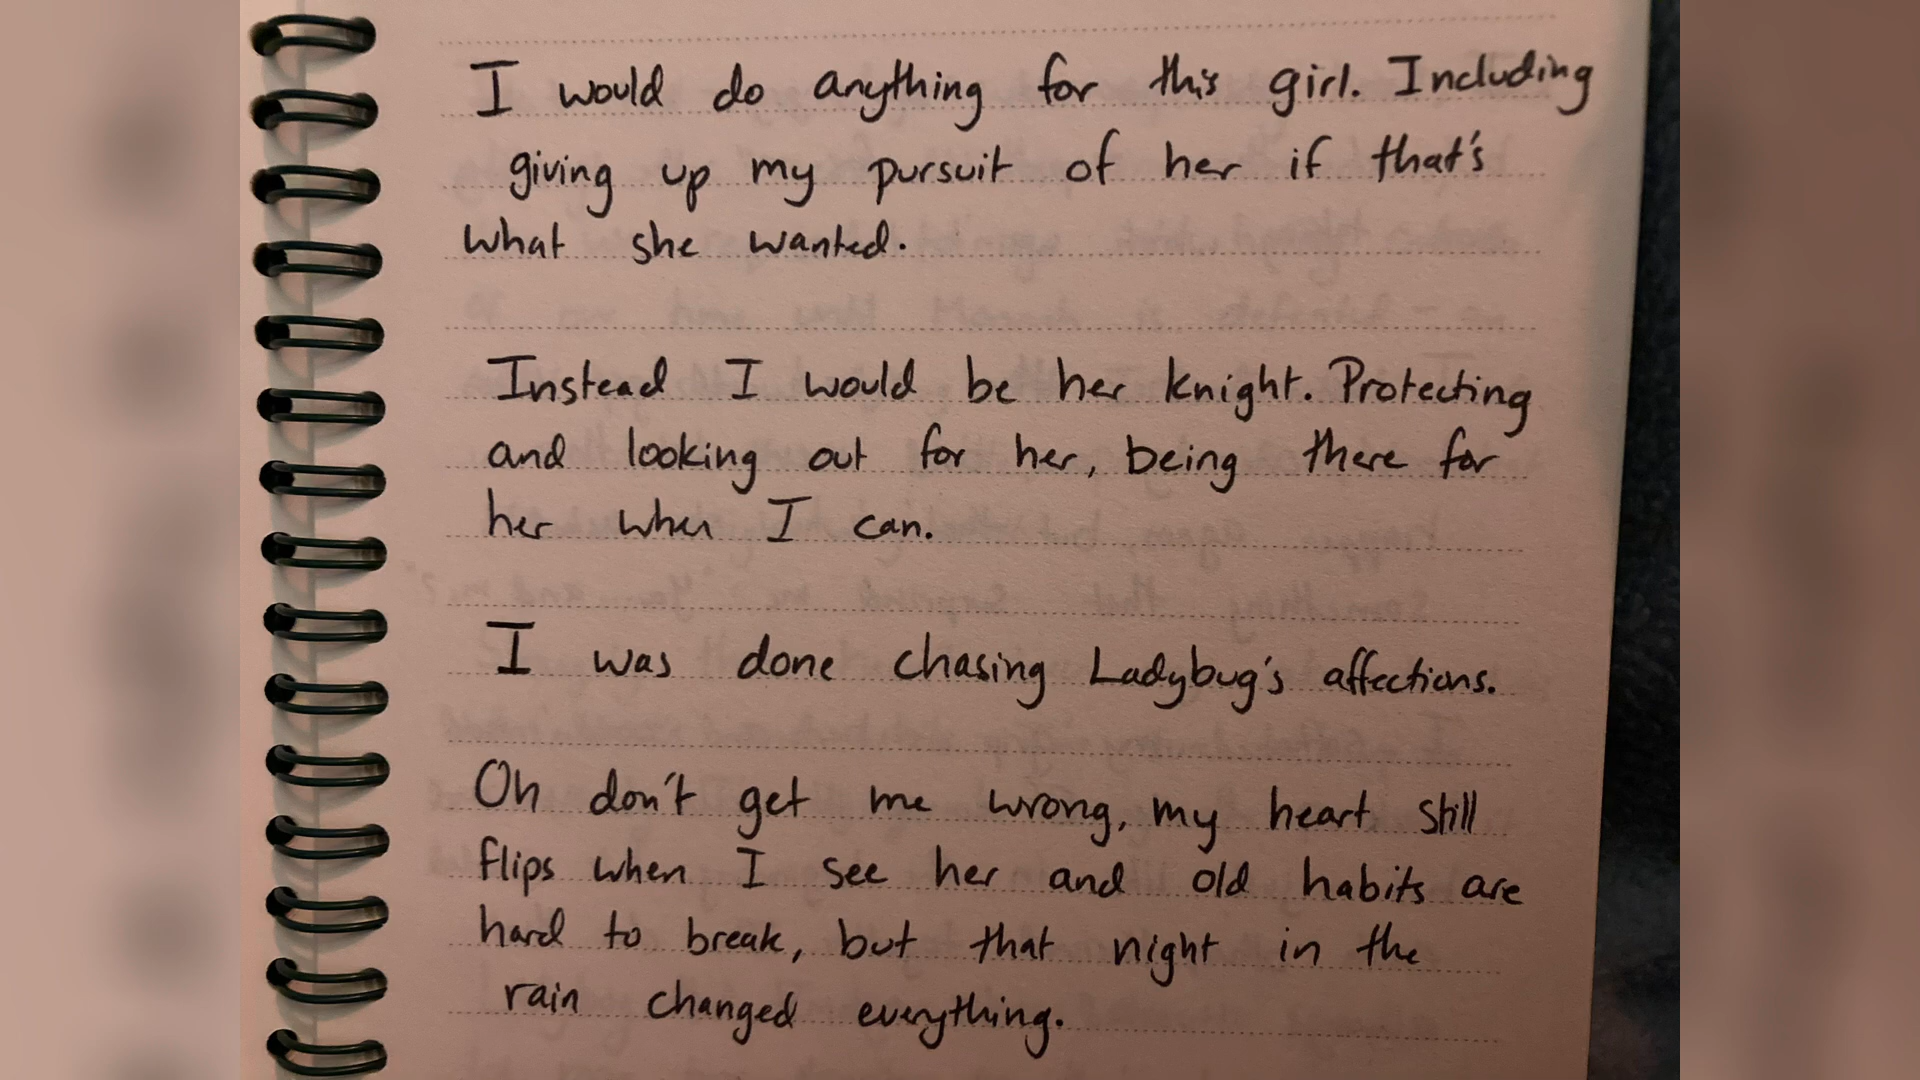 I would do anything for this girl. Including
giving up my pursuit of her if that's
what she wanted.
Instead I would be her knight. Protecting
and looking out for her, being there for
her when I can.
I was done chasing Ladybug's affections.
Oh don't get me wrong, my heart still
flips when I see her and old habits are
hard to break, but that night in the
rain changed everything.